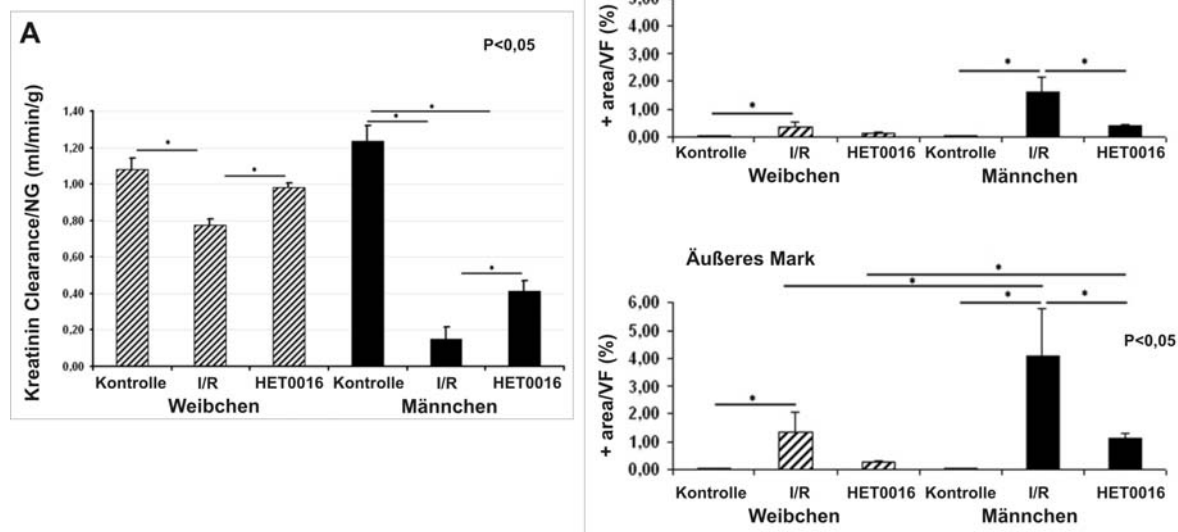 A
P<0,05
Kreatinin Clearance/NG (ml/min/g)
1,40
1,20
1,00
0,80
0,60
0,40
0,20
0,00
* * * * *
Kontrolle I/R HET0016 Kontrolle I/R HET0016
Weibchen Männchen
+ area/VF (%)
4,00
3,00
2,00
1,00
0,00
* * *
Kontrolle I/R HET0016 Kontrolle I/R HET0016
Weibchen Männchen
Äußeres Mark
+ area/VF (%)
6,00
5,00
4,00
3,00
2,00
1,00
0,00
* * * * *
P<0,05
Kontrolle I/R HET0016 Kontrolle I/R HET0016
Weibchen Männchen